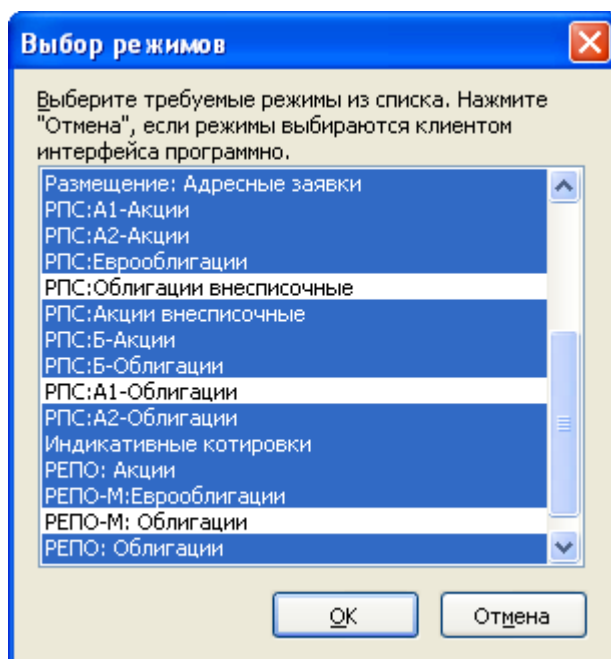 Выбор режимов
Выберите требуемые режимы из списка. Нажмите
"Отмена", если режимы выбираются клиентом
интерфейса программно.
Размещение: Адресные заявки
РПС:А1-Акции
РПС:А2-Акции
РПС:Еврооблигации
РПС:Облигации внесписочные
РПС:Акции внесписочные
РПС:Б-Акции
РПС:Б-Облигации
РПС:А1-Облигации
РПС:А2-Облигации
Индикативные котировки
РЕПО: Акции
РЕПО-М:Еврооблигации
РЕПО-М: Облигации
РЕПО: Облигации
OK
Отмена